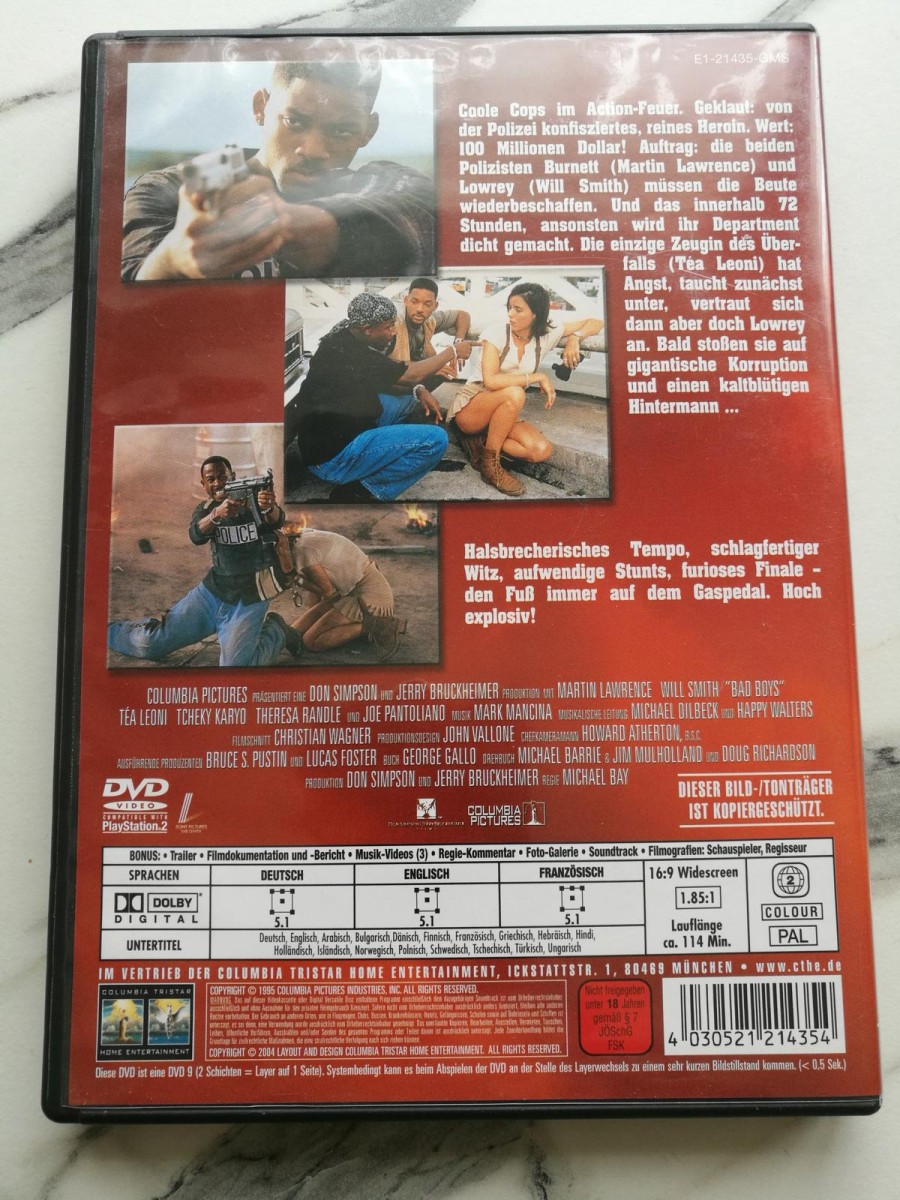 E1-21435-GMS
Coole Cops im Action-Feuer. Geklaut: von
der Polizei konfisziertes, reines Heroin. Wert:
100 Millionen Dollar! Auftrag: die beiden
Polizisten Burnett (Martin Lawrence) und
Lowrey (Will Smith) müssen die Beute
wiederbeschaffen. Und das innerhalb 72
Stunden, ansonsten wird ihr Department
dicht gemacht. Die einzige Zeugin des Über-
falls (Téa Leoni) hat
Angst, taucht zunächst
unter, vertraut sich
dann aber doch Lowrey
an. Bald stoßen sie auf
gigantische Korruption
und einen kaltblütigen
Hintermann ...
POLICE
Halsbrecherisches Tempo, schlagfertiger
Witz, aufwendige Stunts, furioses Finale –
den Fuß immer auf dem Gaspedal. Hoch
explosiv!
COLUMBIA PICTURES PRÄSENTIERT EINE DON SIMPSON UND JERRY BRUCKHEIMER PRODUKTION MIT MARTIN LAWRENCE WILL SMITH "BAD BOYS"
TÉA LEONI TCHEKY KARYO THERESA RANDLE UND JOE PANTOLIANO MUSIK MARK MANCINA MUSIKALISCHE LEITUNG MICHAEL DILBECK UND HAPPY WALTERS
FILMSCHNITT CHRISTIAN WAGNER PRODUKTIONSDESIGN JOHN VALLONE CHEFKAMERAMANN HOWARD ATHERTON, B.S.C.
AUSFÜHRENDE PRODUZENTEN BRUCE S. PUSTIN UND LUCAS FOSTER BUCH GEORGE GALLO DREHBUCH MICHAEL BARRIE & JIM MULHOLLAND UND DOUG RICHARDSON
PRODUKTION DON SIMPSON UND JERRY BRUCKHEIMER REGIE MICHAEL BAY
DVD
VIDEO
COMPATIBLE WITH
PlayStation.2
SONY PICTURES
DVD CENTER
COLUMBIA
PICTURES
DIESER BILD-/TONTRÄGER
IST KOPIERGESCHÜTZT.
BONUS: • Trailer • Filmdokumentation und -Bericht • Musik-Videos (3) • Regie-Kommentar • Foto-Galerie • Soundtrack • Filmografien: Schauspieler, Regisseur
SPRACHEN DEUTSCH ENGLISCH FRANZÖSISCH
DOLBY
DIGITAL
5.1 5.1 5.1
UNTERTITEL
Deutsch, Englisch, Arabisch, Bulgarisch,Dänisch, Finnisch, Französisch, Griechisch, Hebräisch, Hindi,
Holländisch, Isländisch, Norwegisch, Polnisch, Schwedisch, Tschechisch, Türkisch, Ungarisch
16:9 Widescreen
1.85:1
Lauflänge
ca. 114 Min.
2
COLOUR
PAL
IM VERTRIEB DER COLUMBIA TRISTAR HOME ENTERTAINMENT, ICKSTATTSTR. 1, 80469 MÜNCHEN • www.cthe.de
COLUMBIA TRISTAR
HOME ENTERTAINMENT
COPYRIGHT © 1995 COLUMBIA PICTURES INDUSTRIES, INC. ALL RIGHTS RESERVED.
COPYRIGHT © 2004 LAYOUT AND DESIGN COLUMBIA TRISTAR HOME ENTERTAINMENT. ALL RIGHTS RESERVED.
Nicht freigegeben
unter 18 Jahren
gemäß § 7
JÖSchG
FSK
4 030521 214354
Diese DVD ist eine DVD 9 (2 Schichten = Layer auf 1 Seite). Systembedingt kann es beim Abspielen der DVD an der Stelle des Layerwechsels zu einem sehr kurzen Bildstillstand kommen. (< 0,5 Sek.)